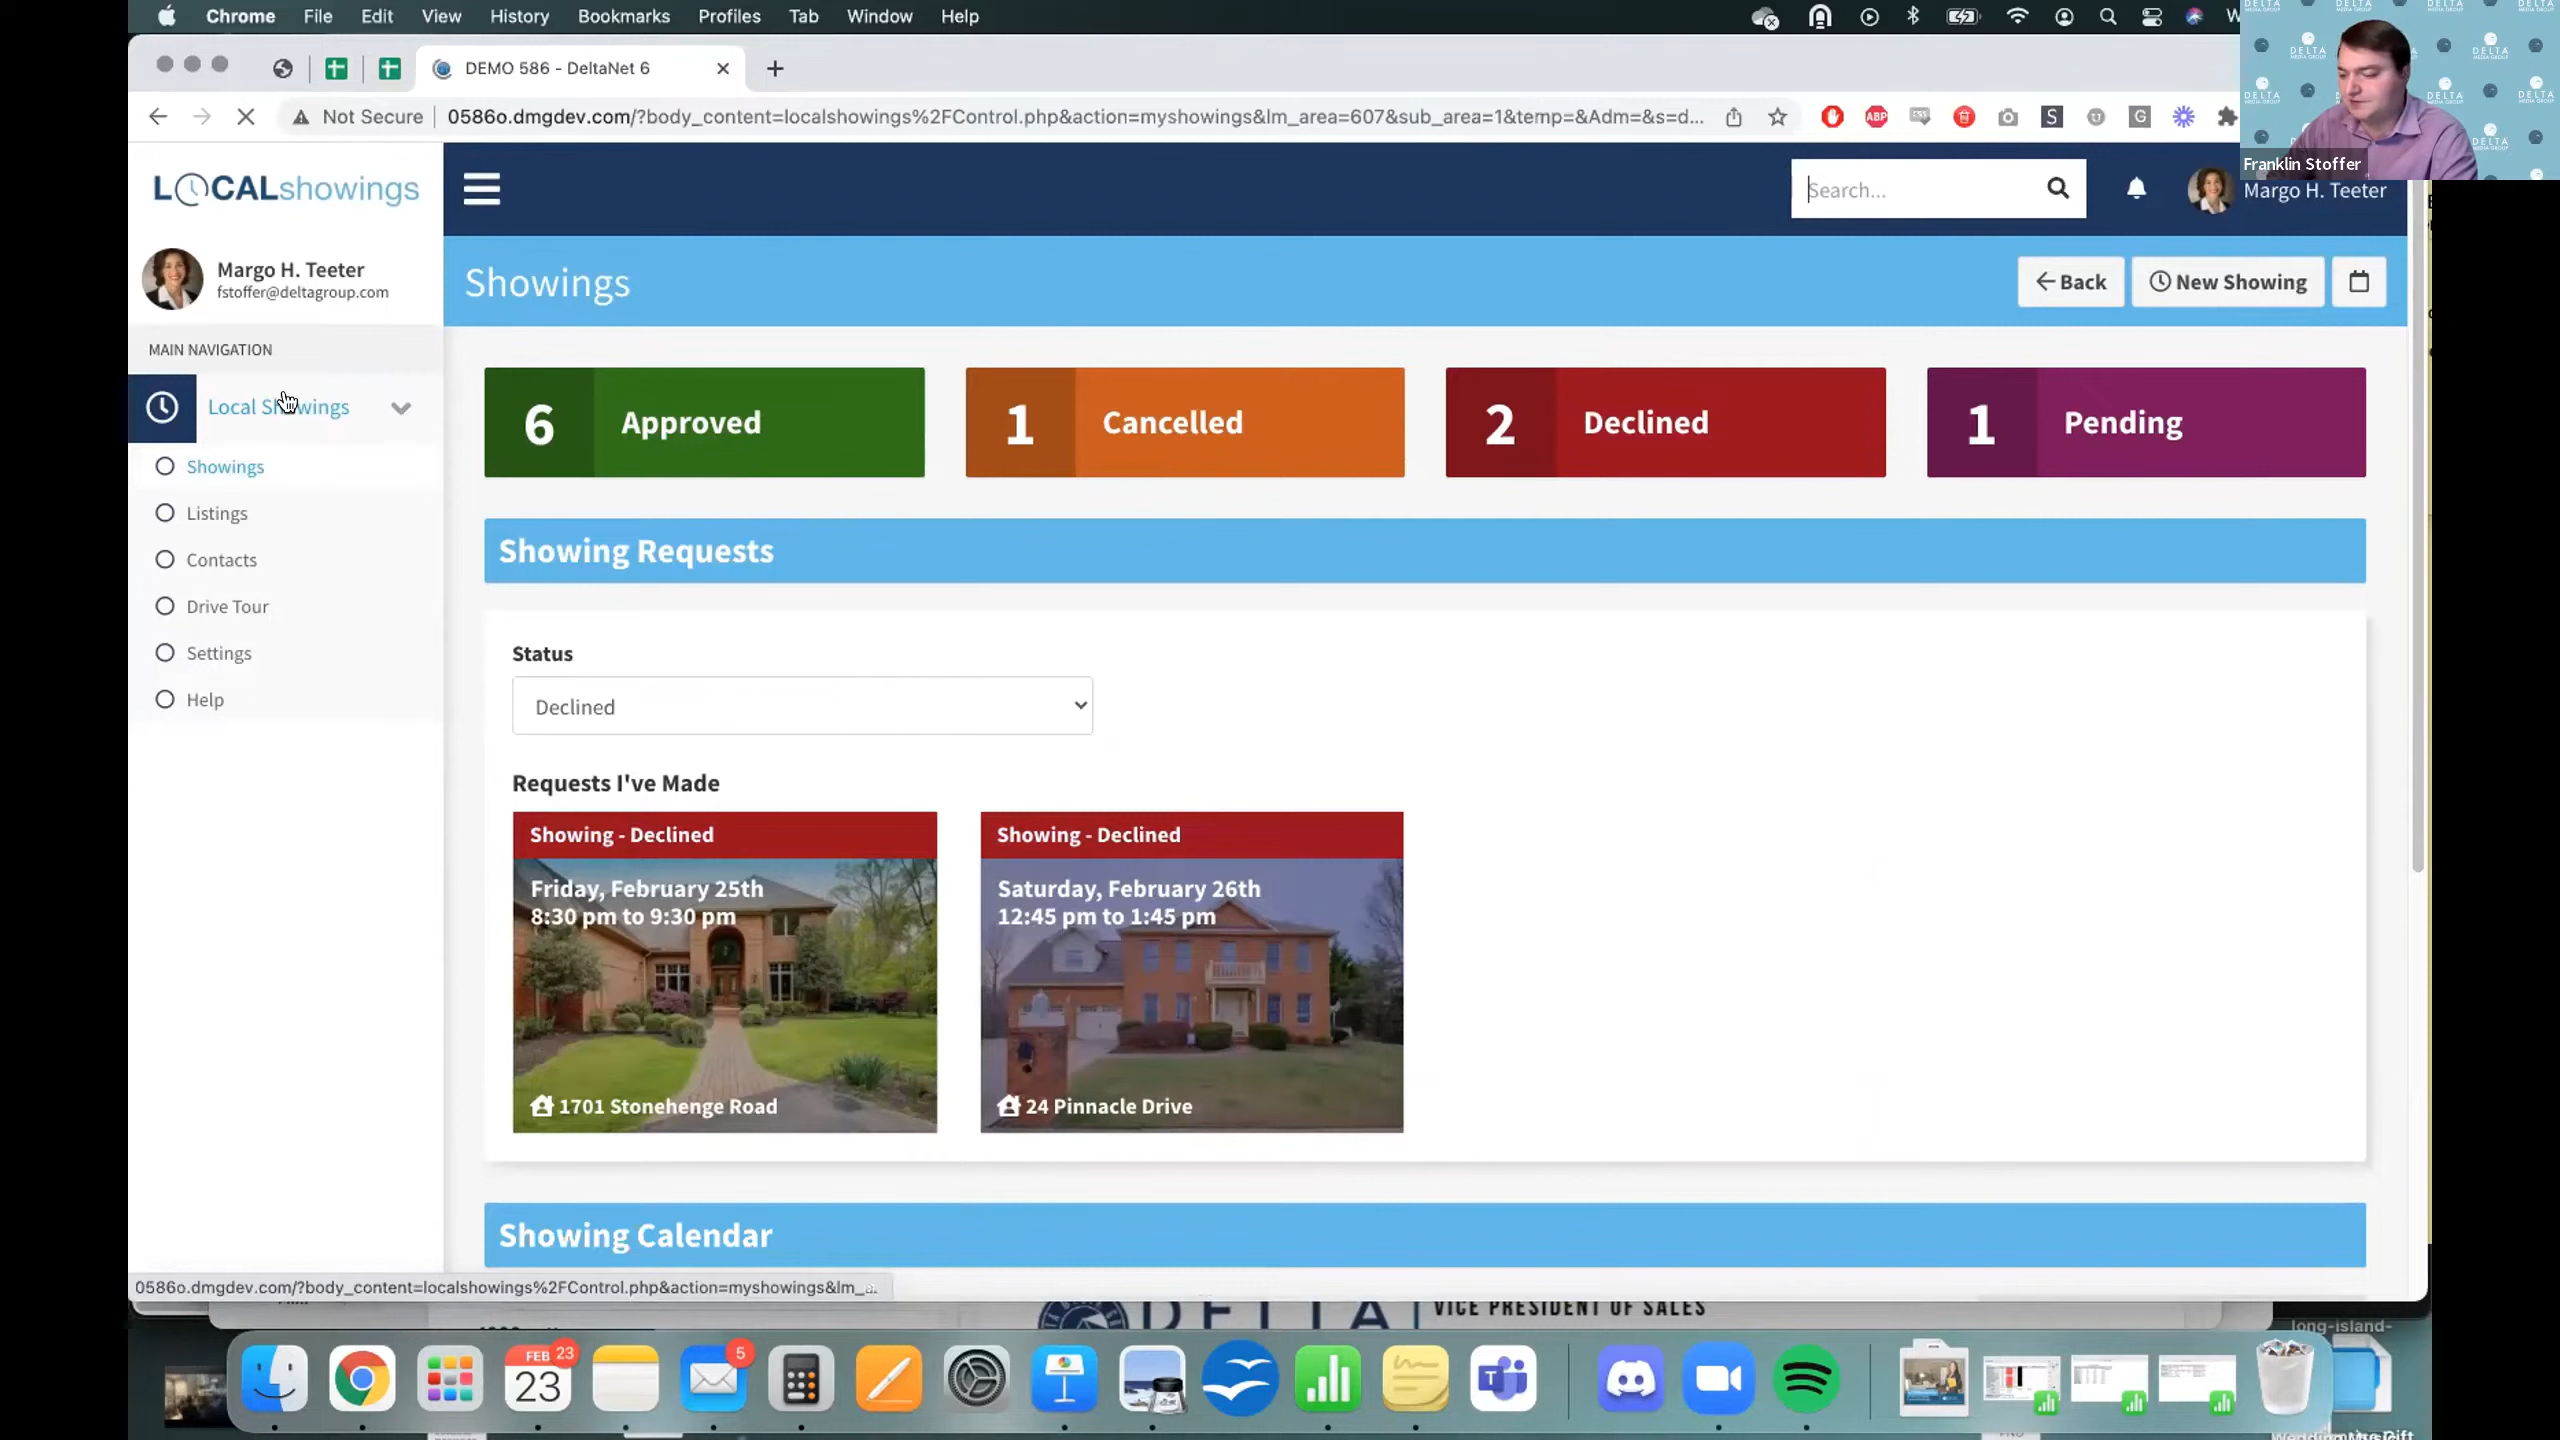 Chrome File Edit View History Bookmarks Profiles Tab Window Help
DEMO 586 - DeltaNet 6
Not Secure 0586o.dmgdev.com/?body_content=localshowings%2FControl.php&action=myshowings&lm_area=607&sub_area=1&temp=&Adm=&s=d...
ABP
Franklin Stoffer
LOCALshowings
Search...
Margo H. Teeter
Margo H. Teeter
fstoffer@deltagroup.com
Showings
Back
New Showing
MAIN NAVIGATION
Local Showings
Showings
Listings
Contacts
Drive Tour
Settings
Help
6 Approved
1 Cancelled
2 Declined
1 Pending
Showing Requests
Status
Declined
Requests I've Made
Showing - Declined
Friday, February 25th
8:30 pm to 9:30 pm
1701 Stonehenge Road
Showing - Declined
Saturday, February 26th
12:45 pm to 1:45 pm
24 Pinnacle Drive
Showing Calendar
0586o.dmgdev.com/?body_content=localshowings%2FControl.php&action=myshowings&lm_...
DELTA
VICE PRESIDENT OF SALES
long-island-
FEB 23
23
5